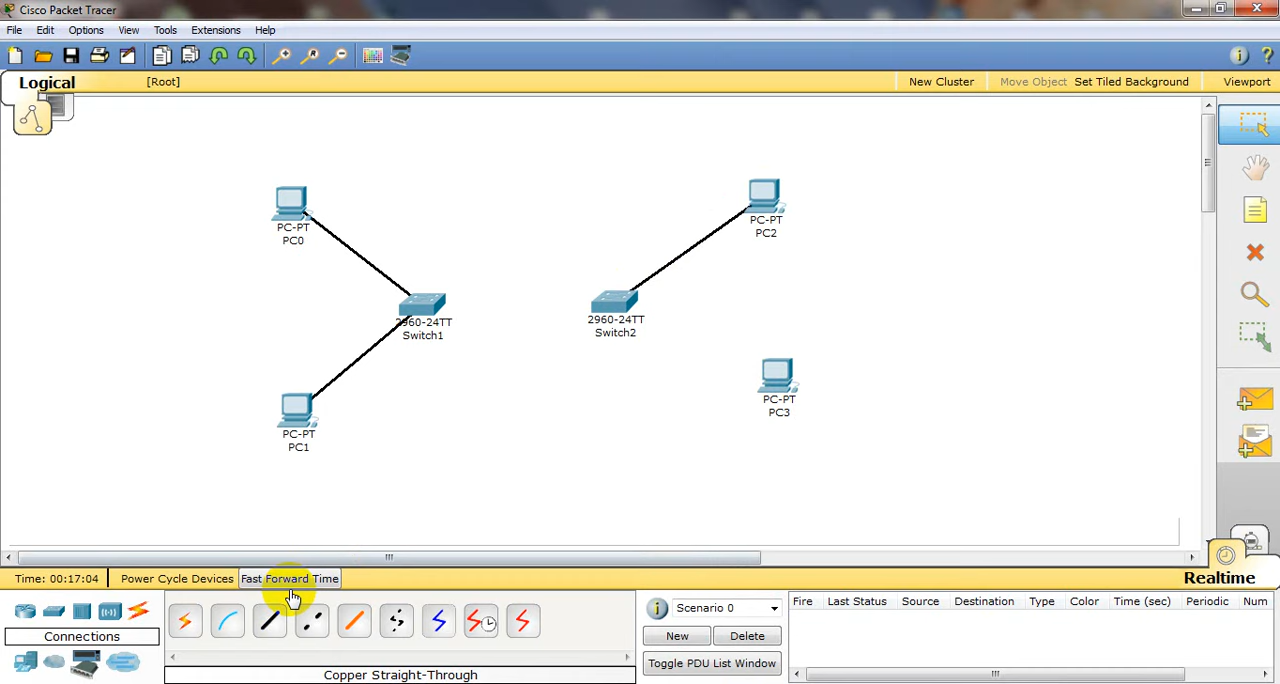 Cisco Packet Tracer
File Edit Options View Tools Extensions Help
Logical [Root] New Cluster Move Object Set Tiled Background Viewport
PC-PT
PC0
PC-PT
PC2
2960-24TT
Switch1
2960-24TT
Switch2
PC-PT
PC3
PC-PT
PC1
Time: 00:17:04 Power Cycle Devices Fast Forward Time Realtime
Connections
Copper Straight-Through
Scenario 0
New Delete
Toggle PDU List Window
Fire Last Status Source Destination Type Color Time (sec) Periodic Num